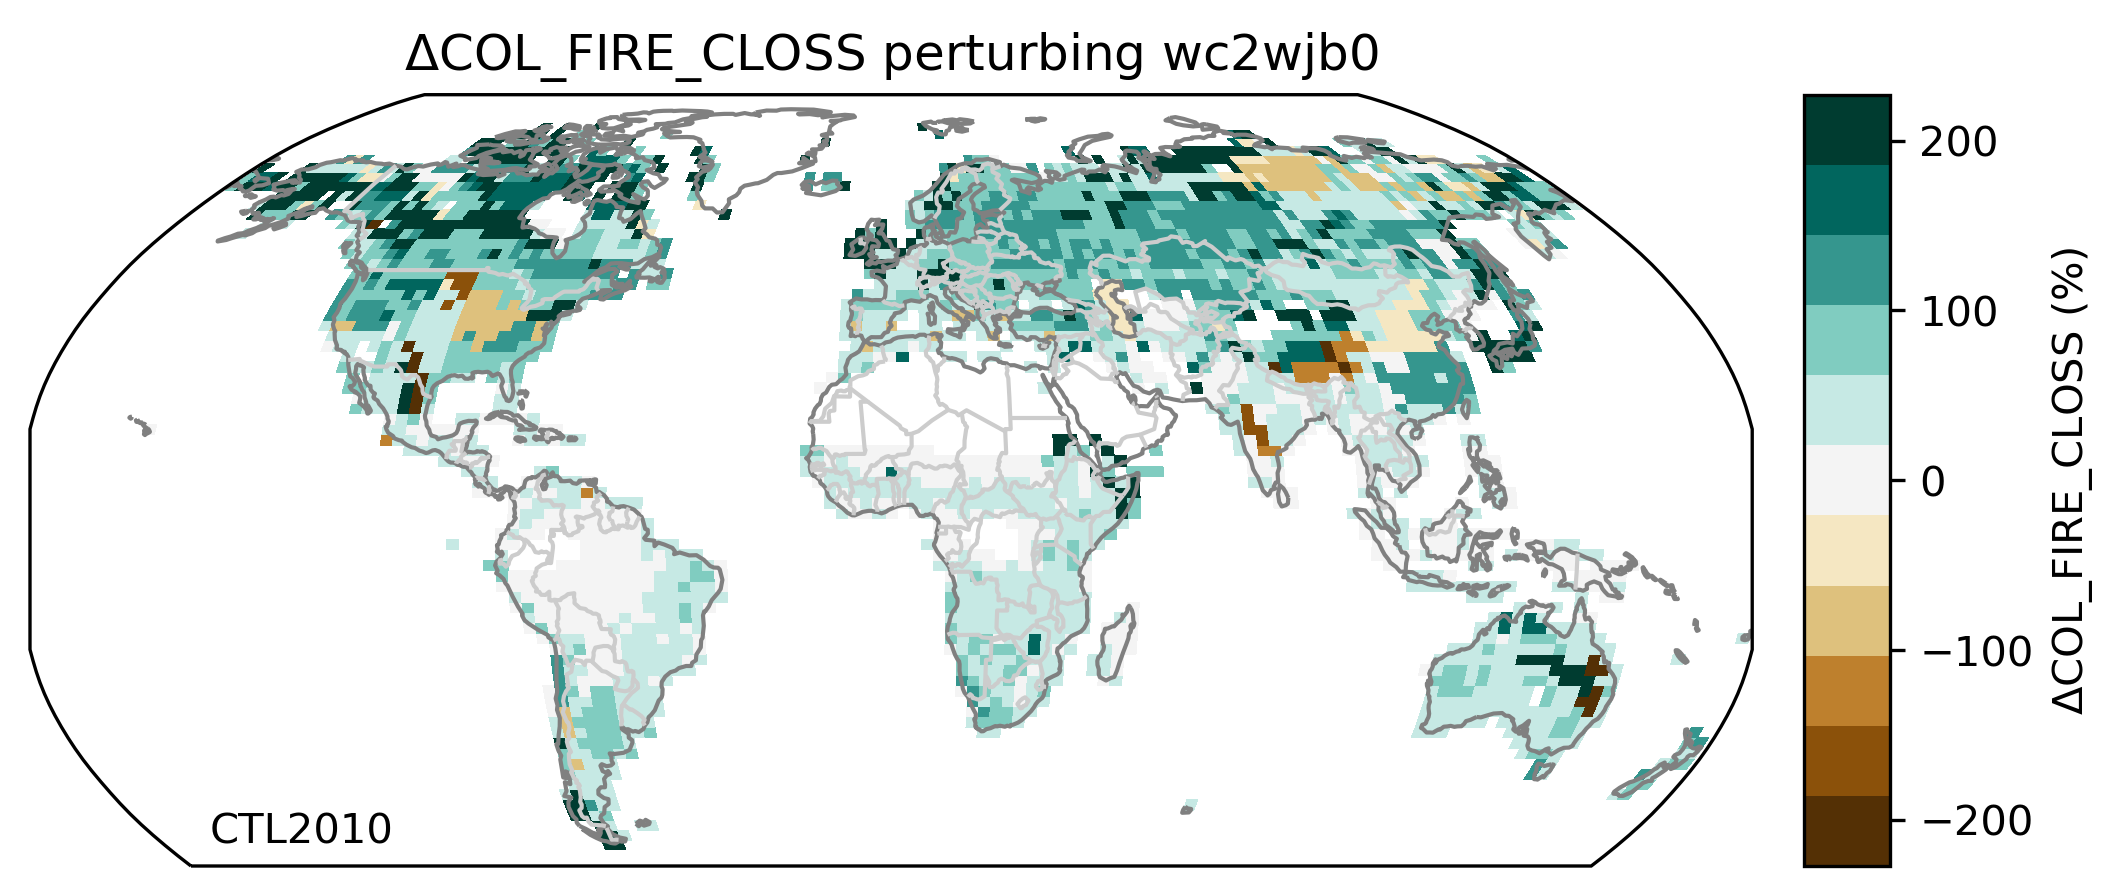 ΔCOL_FIRE_CLOSS perturbing wc2wjb0
200
100
0
−100
−200
ΔCOL_FIRE_CLOSS (%)
CTL2010